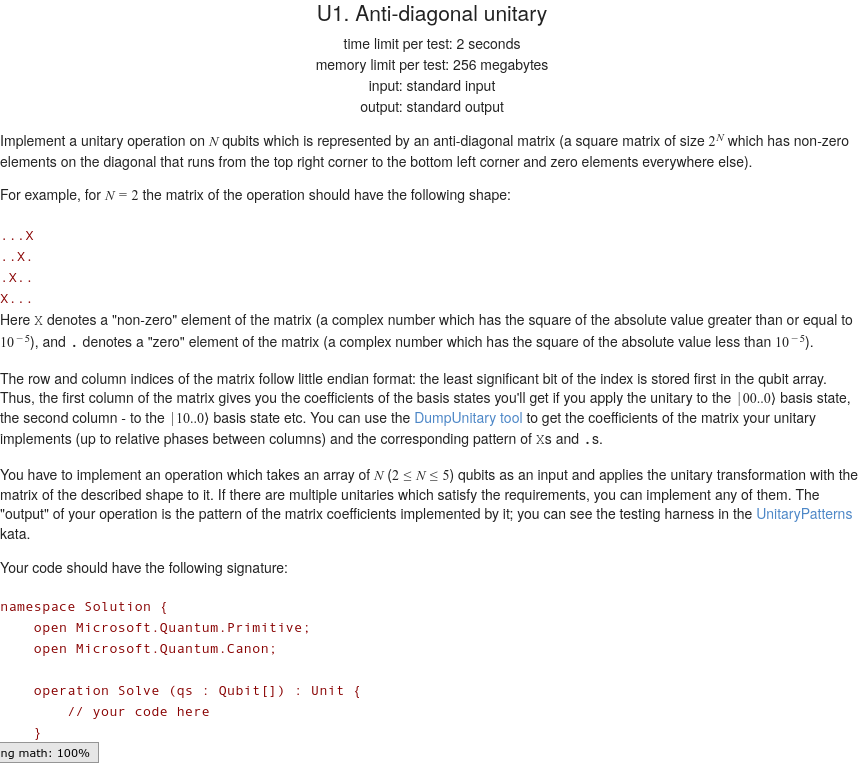 U1. Anti-diagonal unitary
time limit per test: 2 seconds
memory limit per test: 256 megabytes
input: standard input
output: standard output
Implement a unitary operation on N qubits which is represented by an anti-diagonal matrix (a square matrix of size 2^N which has non-zero
elements on the diagonal that runs from the top right corner to the bottom left corner and zero elements everywhere else).
For example, for N = 2 the matrix of the operation should have the following shape:
...X
..X.
.X..
X...
Here X denotes a "non-zero" element of the matrix (a complex number which has the square of the absolute value greater than or equal to
10^−5), and . denotes a "zero" element of the matrix (a complex number which has the square of the absolute value less than 10^−5).
The row and column indices of the matrix follow little endian format: the least significant bit of the index is stored first in the qubit array.
Thus, the first column of the matrix gives you the coefficients of the basis states you'll get if you apply the unitary to the |00..0⟩ basis state,
the second column - to the |10..0⟩ basis state etc. You can use the DumpUnitary tool to get the coefficients of the matrix your unitary
implements (up to relative phases between columns) and the corresponding pattern of Xs and .s.
You have to implement an operation which takes an array of N (2 ≤ N ≤ 5) qubits as an input and applies the unitary transformation with the
matrix of the described shape to it. If there are multiple unitaries which satisfy the requirements, you can implement any of them. The
"output" of your operation is the pattern of the matrix coefficients implemented by it; you can see the testing harness in the UnitaryPatterns
kata.
Your code should have the following signature:
namespace Solution {
    open Microsoft.Quantum.Primitive;
    open Microsoft.Quantum.Canon;
    operation Solve (qs : Qubit[]) : Unit {
        // your code here
    }
ng math: 100%